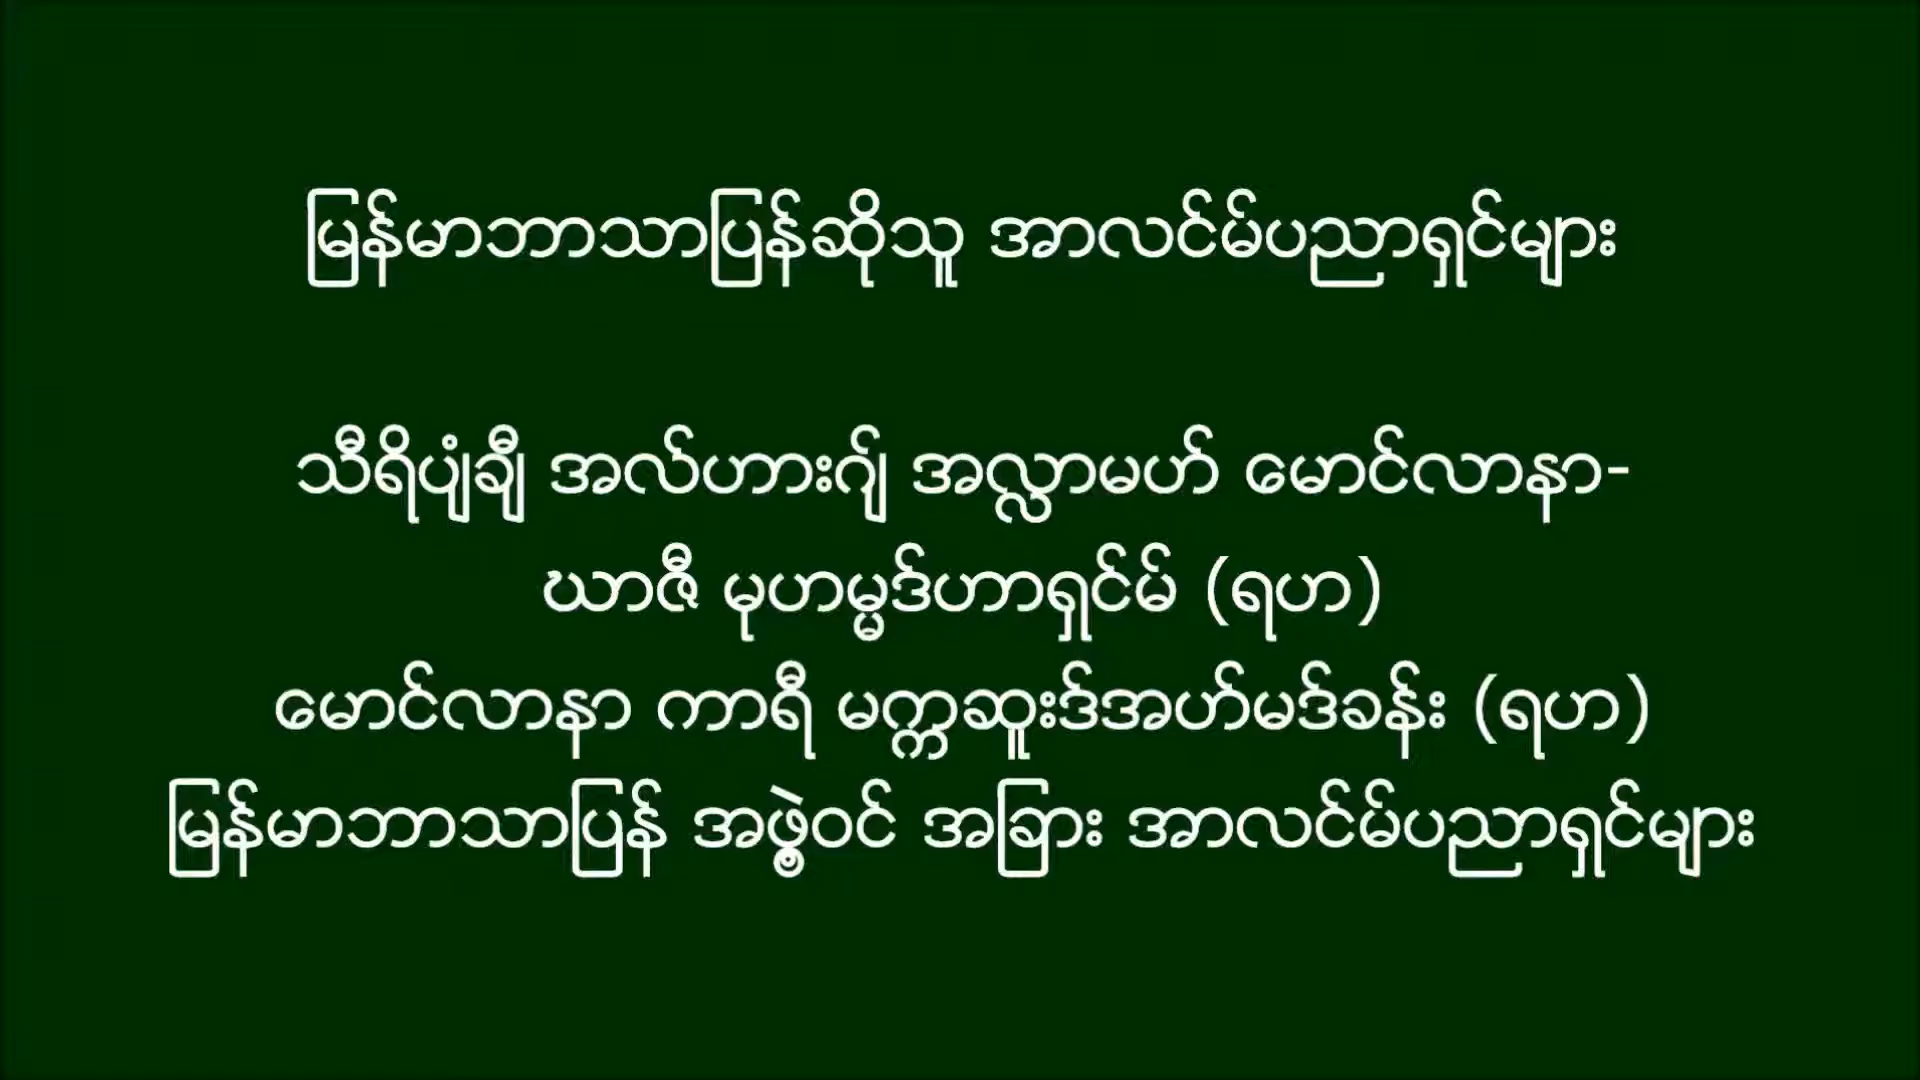 မြန်မာဘာသာပြန်ဆိုသူ အာလင်မ်ပညာရှင်များ
သီရိပျံချီ အလ်ဟားဂျ် အလ္လာမဟ် မောင်လာနာ-
ဃာဇီ မုဟမ္မဒ်ဟာရှင်မ် (ရဟ)
မောင်လာနာ ကာရီ မက္ကဆူးဒ်အဟ်မဒ်ခန်း (ရဟ)
မြန်မာဘာသာပြန် အဖွဲ့ဝင် အခြား အာလင်မ်ပညာရှင်များ